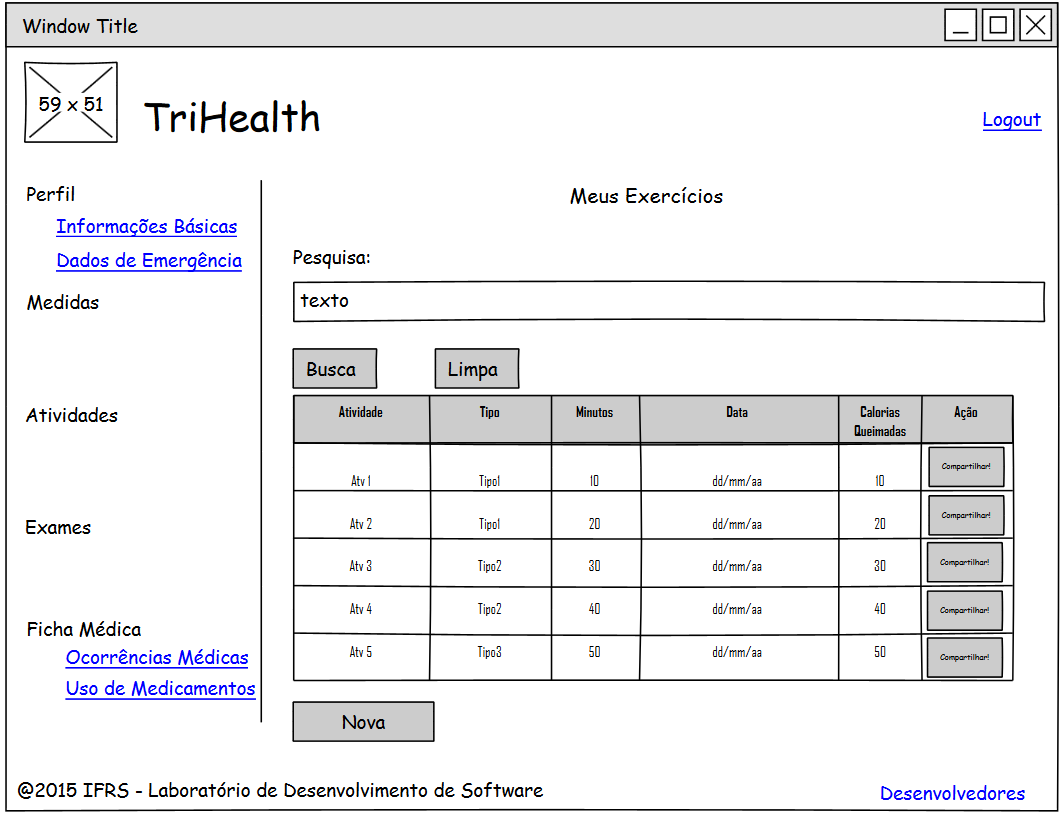 Window Title
59 x 51
TriHealth
Logout
Perfil
Informações Básicas
Dados de Emergência
Medidas
Atividades
Exames
Ficha Médica
Ocorrências Médicas
Uso de Medicamentos
Meus Exercícios
Pesquisa:
texto
Busca Limpa
Atividade Tipo Minutos Data Calorias Queimadas Ação
Atv 1 Tipo1 10 dd/mm/aa 10 Compartilhar!
Atv 2 Tipo1 20 dd/mm/aa 20 Compartilhar!
Atv 3 Tipo2 30 dd/mm/aa 30 Compartilhar!
Atv 4 Tipo2 40 dd/mm/aa 40 Compartilhar!
Atv 5 Tipo3 50 dd/mm/aa 50 Compartilhar!
Nova
@2015 IFRS - Laboratório de Desenvolvimento de Software
Desenvolvedores